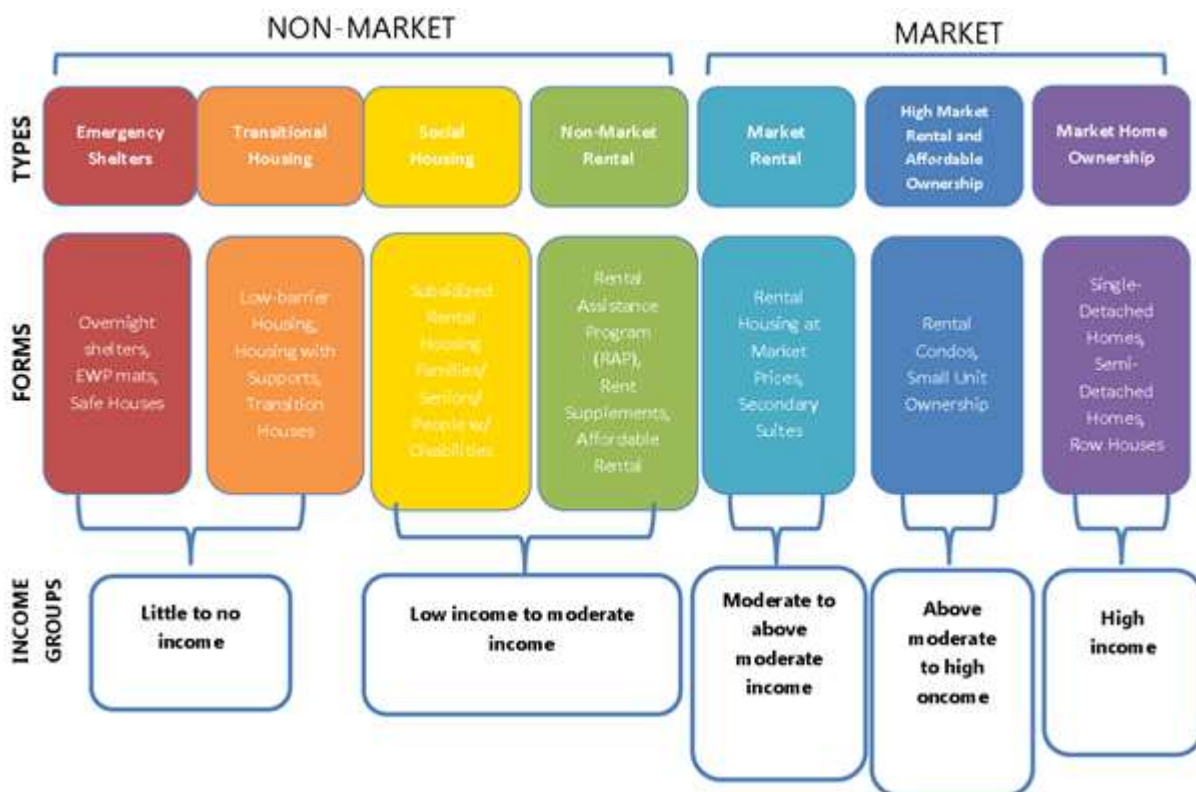 NON-MARKET
MARKET
TYPES
Emergency
Shelters
Transitional
Housing
Social
Housing
Non-Market
Rental
Market
Rental
High Market
Rental and
Affordable
Ownership
Market Home
Ownership
FORMS
Overnight
shelters,
EWP mats,
Safe Houses
Low-barrier
Housing,
Housing with
Supports,
Transition
Houses
Subsidized
Rental
Housing
Families/
Seniors/
People w/
Disabilities
Rental
Assistance
Program
(RAP),
Rent
Supplements,
Affordable
Rental
Rental
Housing at
Market
Prices,
Secondary
Suites
Rental
Condos,
Small Unit
Ownership
Single-
Detached
Homes,
Semi-
Detached
Homes,
Row Houses
INCOME
GROUPS
Little to no
income
Low income to moderate
income
Moderate to
above
moderate
income
Above
moderate
to high
oncome
High
income